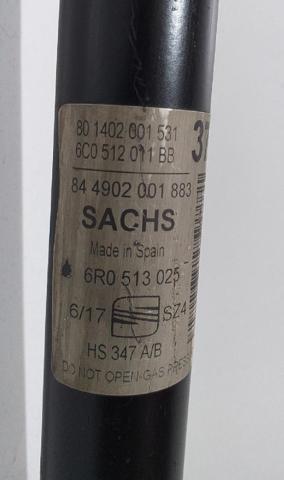 80 1402 001 531
6C0 512 011 BB
37
84 4902 001 883
SACHS
Made in Spain
6R0 513 025
6/17 SZ4
HS 347 A/B
DO NOT OPEN-GAS PRESS